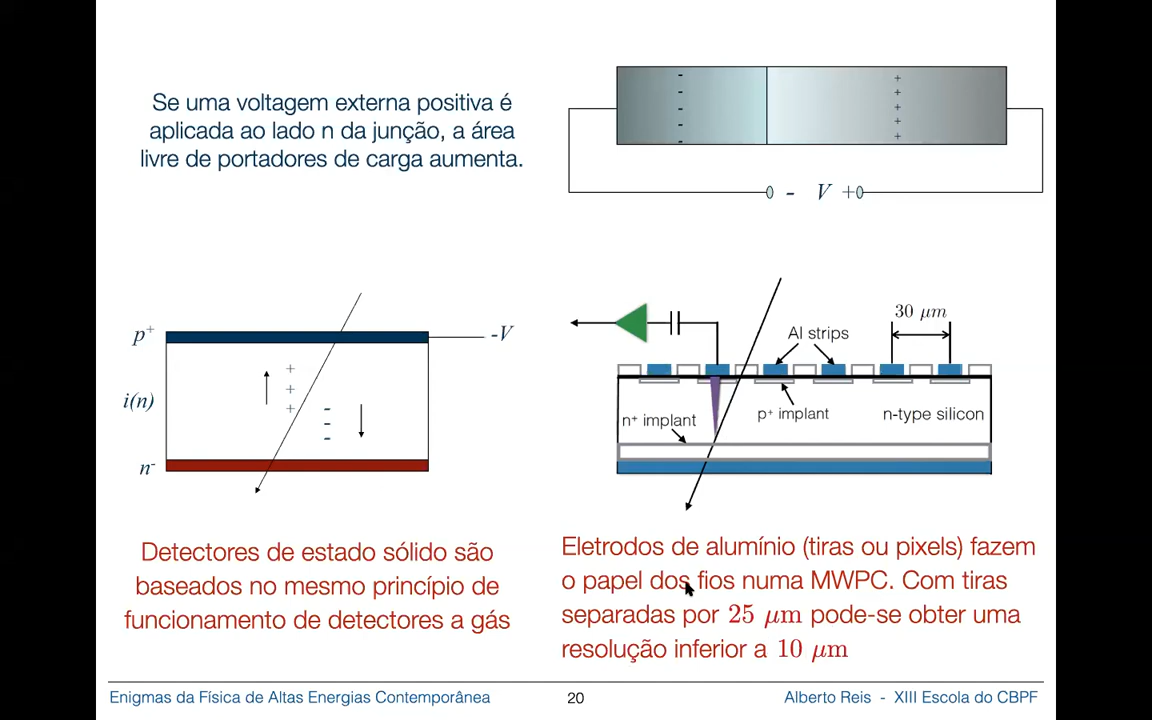 Se uma voltagem externa positiva é
aplicada ao lado n da junção, a área
livre de portadores de carga aumenta.
- +
- +
- +
- +
- +
- V +
p+
-V
+
+
+
i(n)
-
-
-
n-
30 μm
Al strips
n+ implant
p+ implant
n-type silicon
Detectores de estado sólido são
baseados no mesmo princípio de
funcionamento de detectores a gás
Eletrodos de alumínio (tiras ou pixels) fazem
o papel dos fios numa MWPC. Com tiras
separadas por 25 μm pode-se obter uma
resolução inferior a 10 μm
Enigmas da Física de Altas Energias Contemporânea
20
Alberto Reis - XIII Escola do CBPF